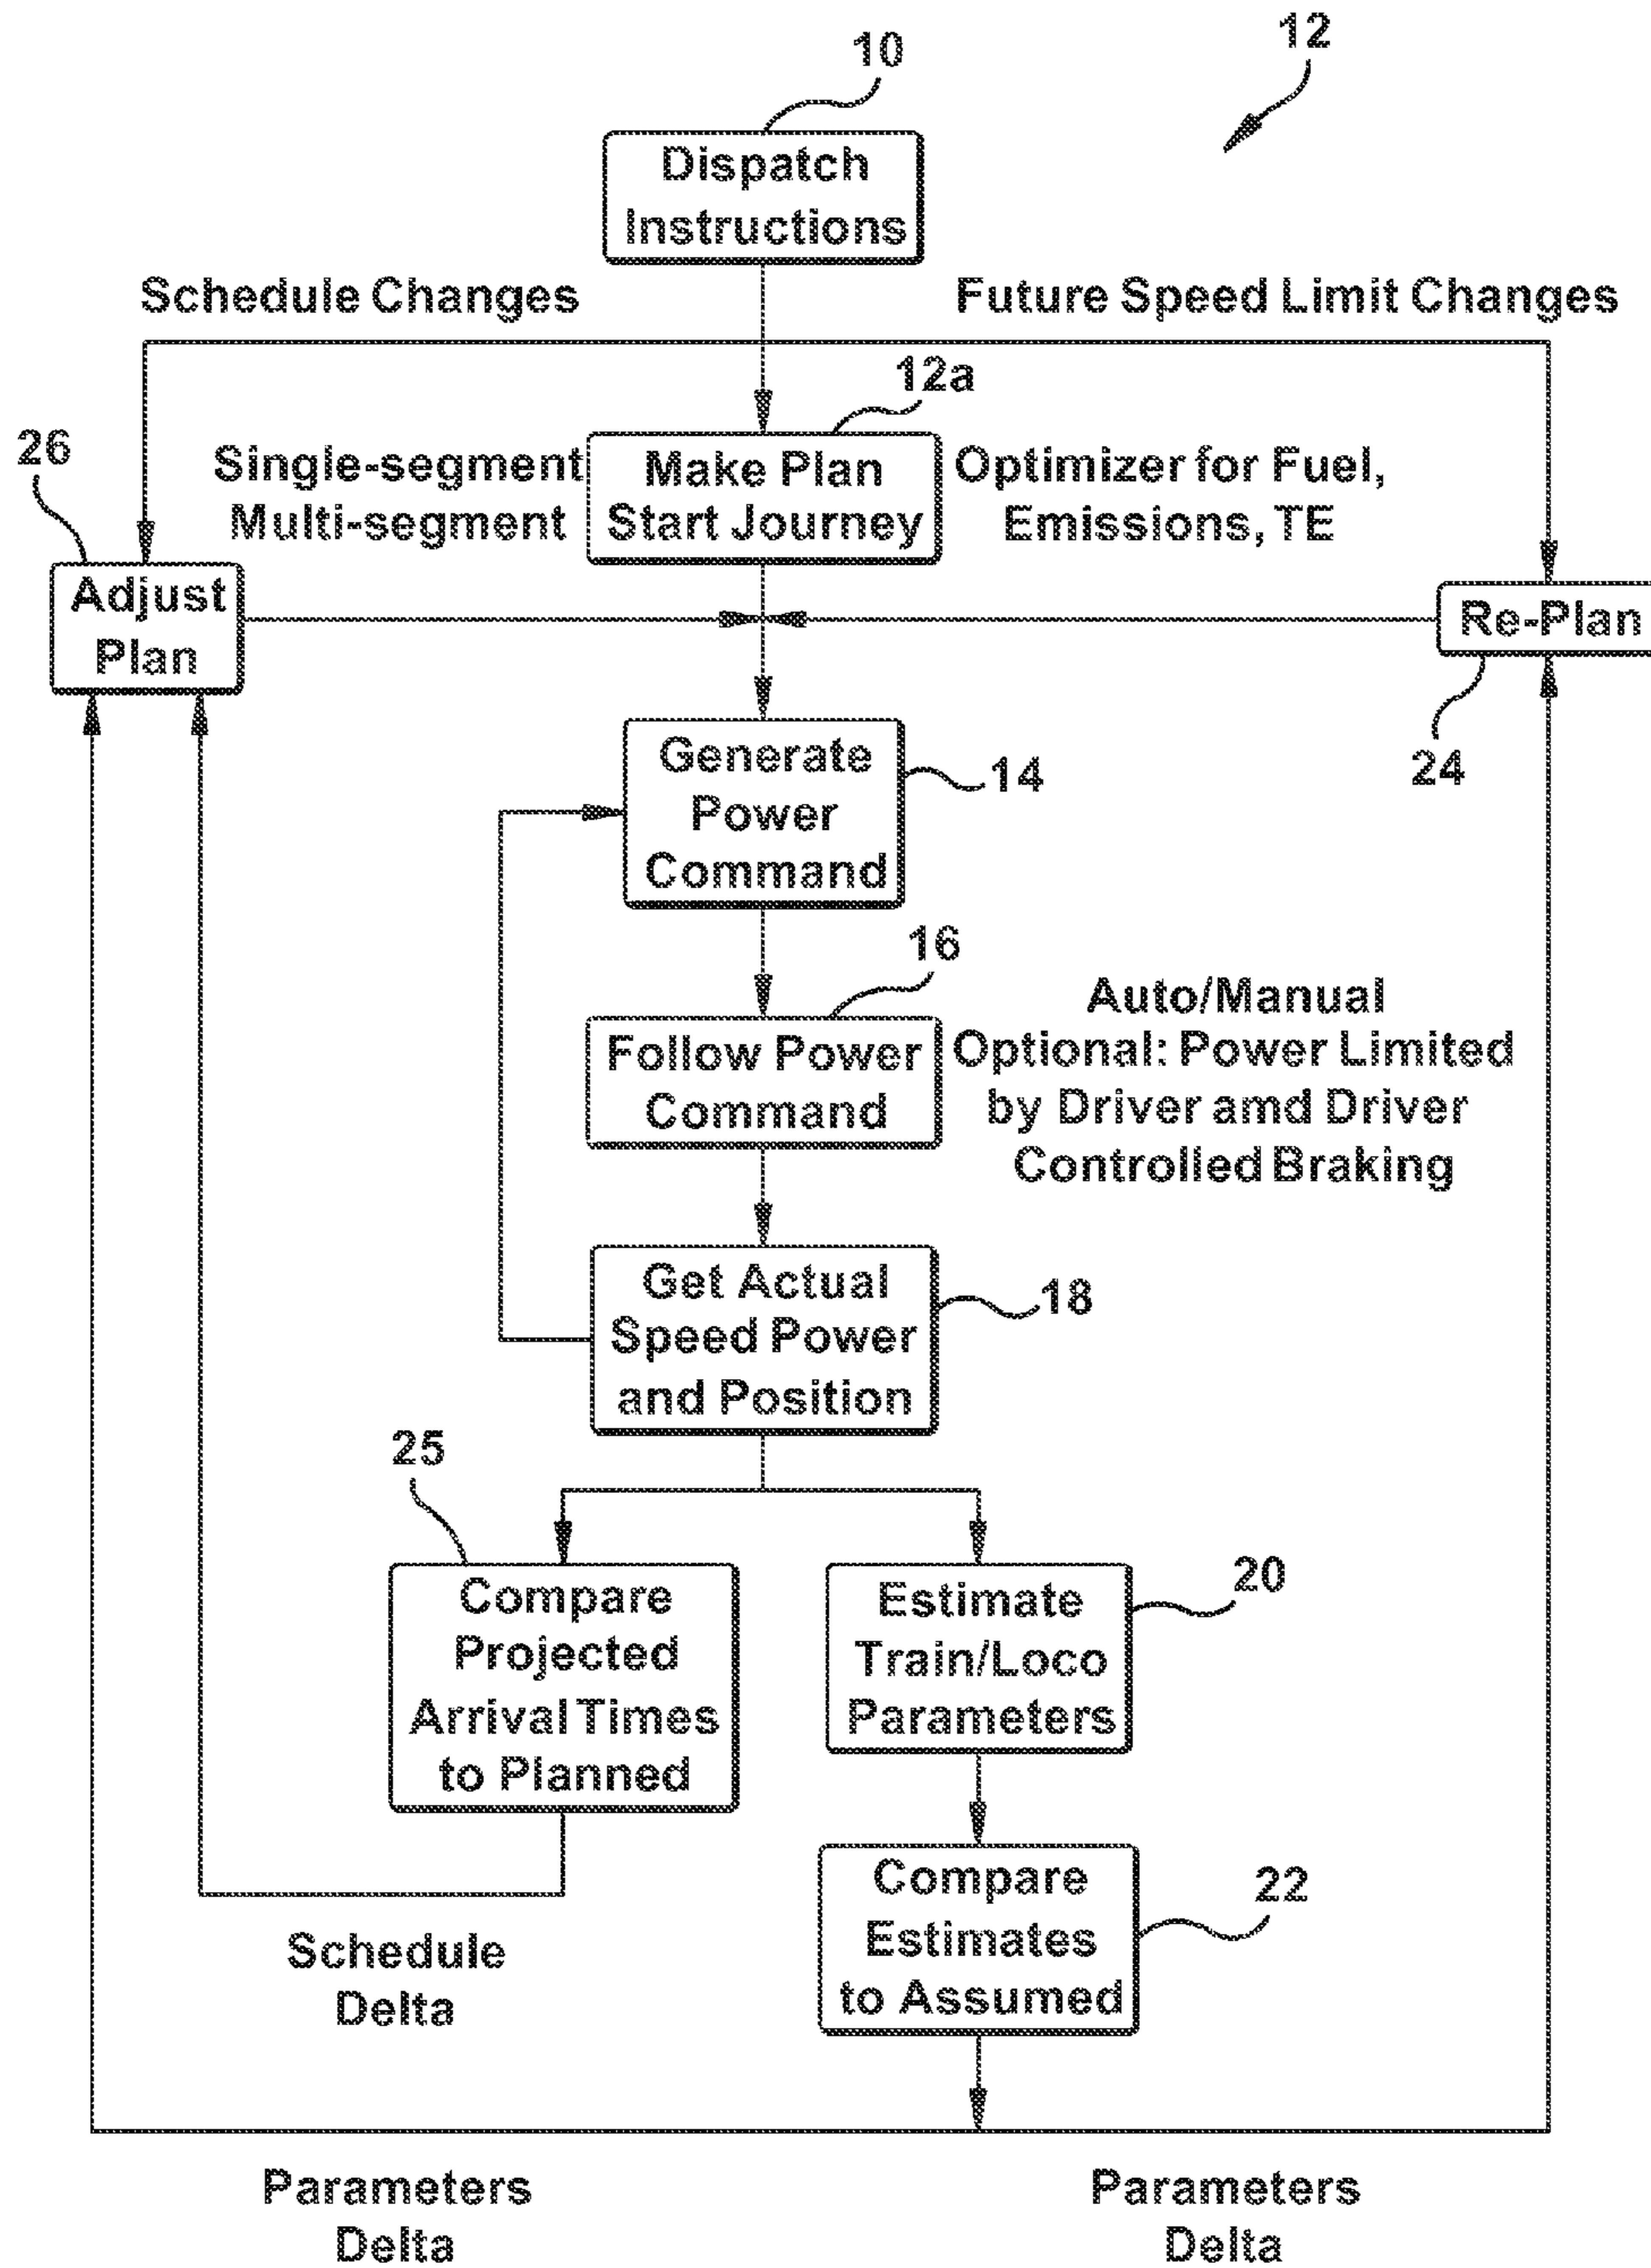 10
12
Dispatch
Instructions
Schedule Changes
Future Speed Limit Changes
12a
26
Single-segment
Multi-segment
Make Plan
Start Journey
Optimizer for Fuel,
Emissions, TE
Adjust
Plan
Re-Plan
24
Generate
Power
Command
14
16
Follow Power
Command
Auto/Manual
Optional: Power Limited
by Driver amd Driver
Controlled Braking
Get Actual
Speed Power
and Position
18
25
Compare
Projected
Arrival Times
to Planned
Estimate
Train/Loco
Parameters
20
Compare
Estimates
to Assumed
22
Schedule
Delta
Parameters
Delta
Parameters
Delta